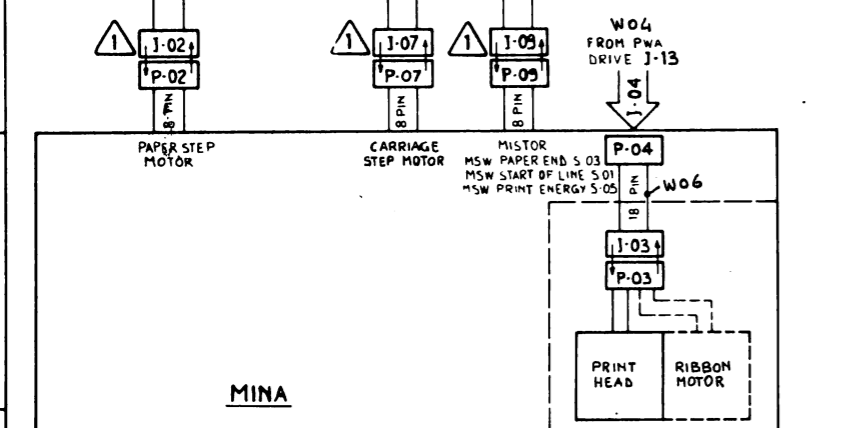 1
J-02
P-02
8-PIN
PAPER STEP
MOTOR
1
J-07
P-07
8 PIN
CARRIAGE
STEP MOTOR
1
J-09
P-09
8 PIN
MISTOR
MSW PAPER END S 03
MSW START OF LINE S 01
MSW PRINT ENERGY S-05
W04
FROM PWA
DRIVE J-13
J-04
P-04
18 PIN
W06
J-03
P-03
PRINT
HEAD
RIBBON
MOTOR
MINA